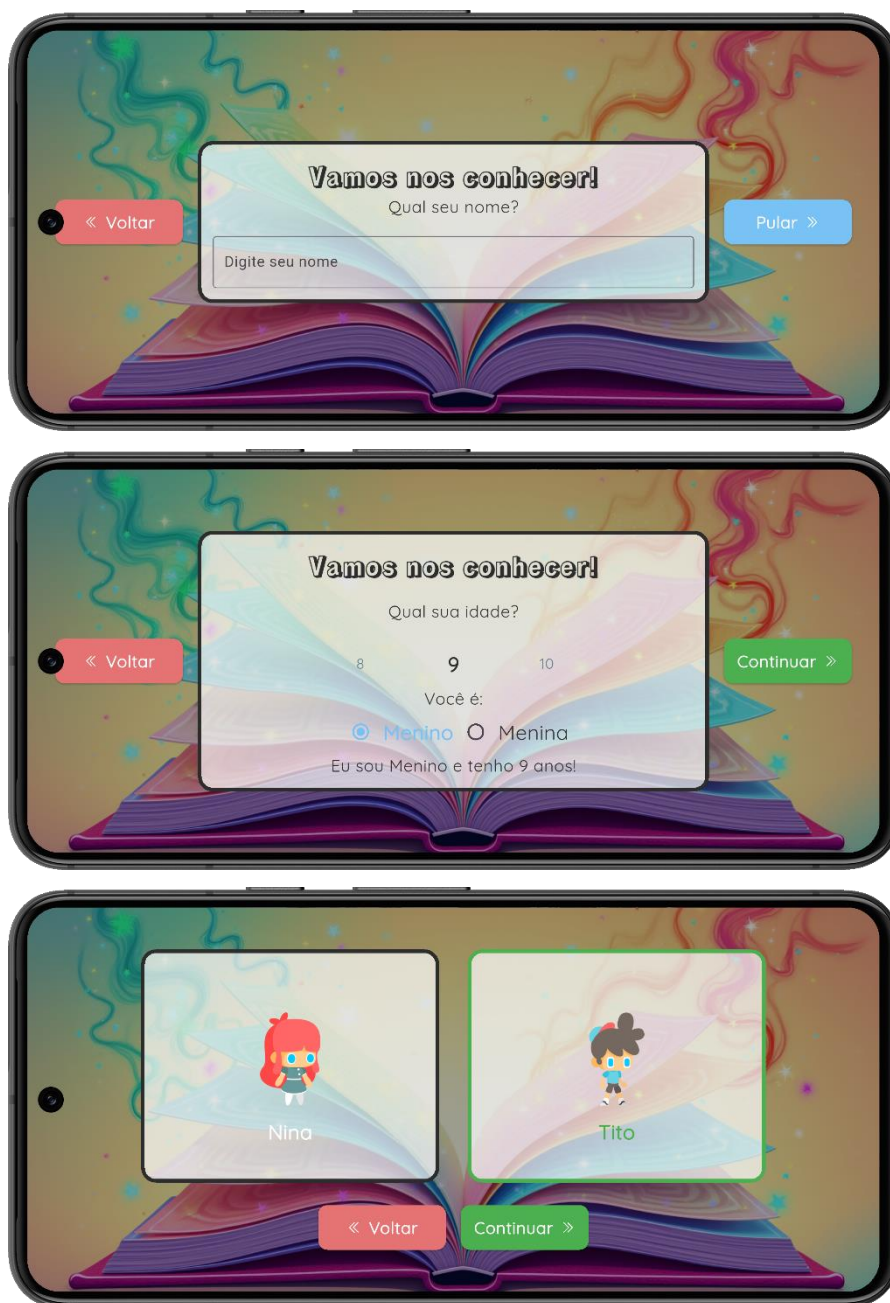 Vamos nos conhecer!
Qual seu nome?
« Voltar
Pular »
Digite seu nome
Vamos nos conhecer!
Qual sua idade?
8 9 10
« Voltar
Continuar »
Você é:
Menino Menina
Eu sou Menino e tenho 9 anos!
Nina
Tito
« Voltar
Continuar »